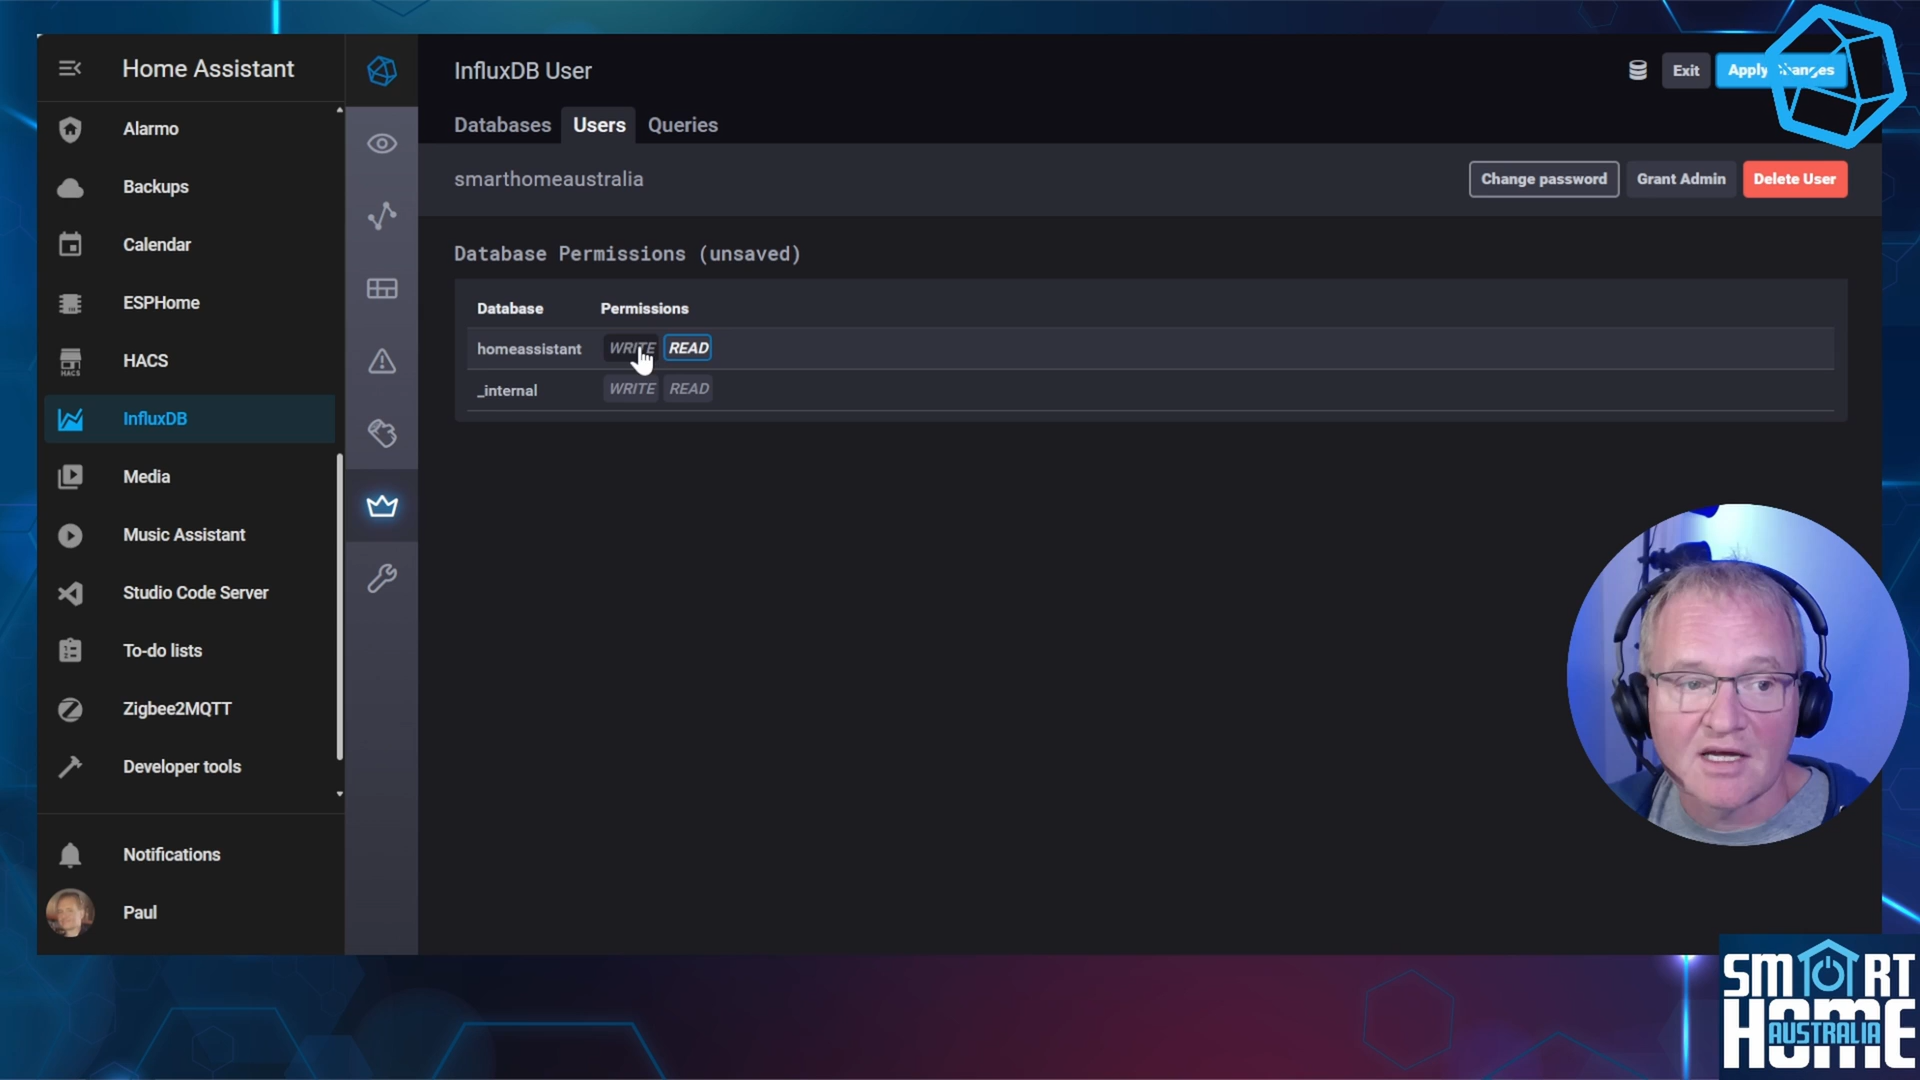 Home Assistant
Alarmo
Backups
Calendar
ESPHome
HACS
HACS
InfluxDB
Media
Music Assistant
Studio Code Server
To-do lists
Zigbee2MQTT
Developer tools
Notifications
Paul
InfluxDB User
Exit
Apply Changes
Databases Users Queries
smarthomeaustralia
Change password Grant Admin Delete User
Database Permissions (unsaved)
Database Permissions
homeassistant WRITE READ
_internal WRITE READ
SMART
HOME
AUSTRALIA